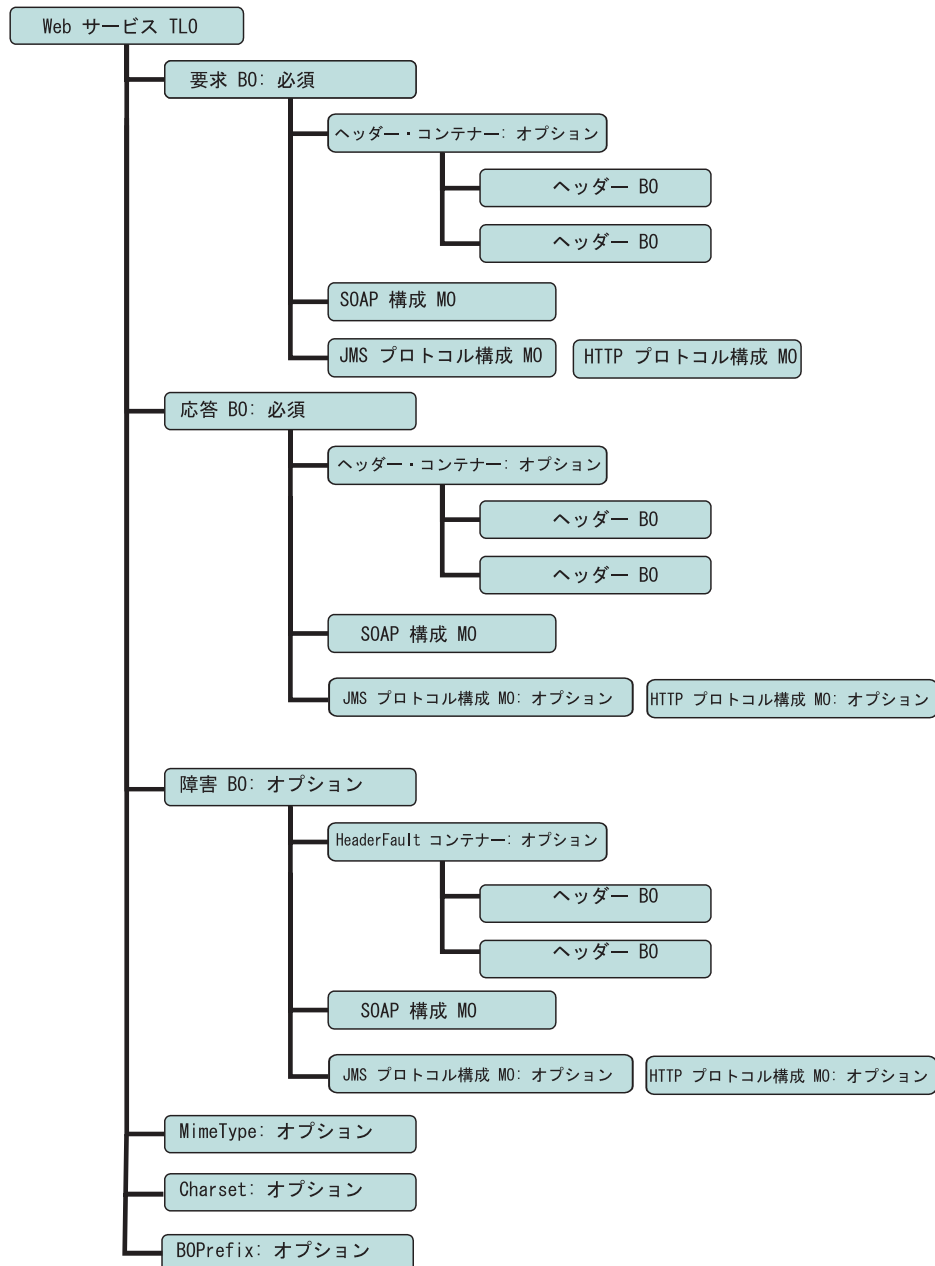 Web サービス TLO
要求 BO: 必須
ヘッダー・コンテナー: オプション
ヘッダー BO
ヘッダー BO
SOAP 構成 MO
JMS プロトコル構成 MO
HTTP プロトコル構成 MO
応答 BO: 必須
ヘッダー・コンテナー: オプション
ヘッダー BO
ヘッダー BO
SOAP 構成 MO
JMS プロトコル構成 MO: オプション
HTTP プロトコル構成 MO: オプション
障害 BO: オプション
HeaderFault コンテナー: オプション
ヘッダー BO
ヘッダー BO
SOAP 構成 MO
JMS プロトコル構成 MO: オプション
HTTP プロトコル構成 MO: オプション
MimeType: オプション
Charset: オプション
BOPrefix: オプション